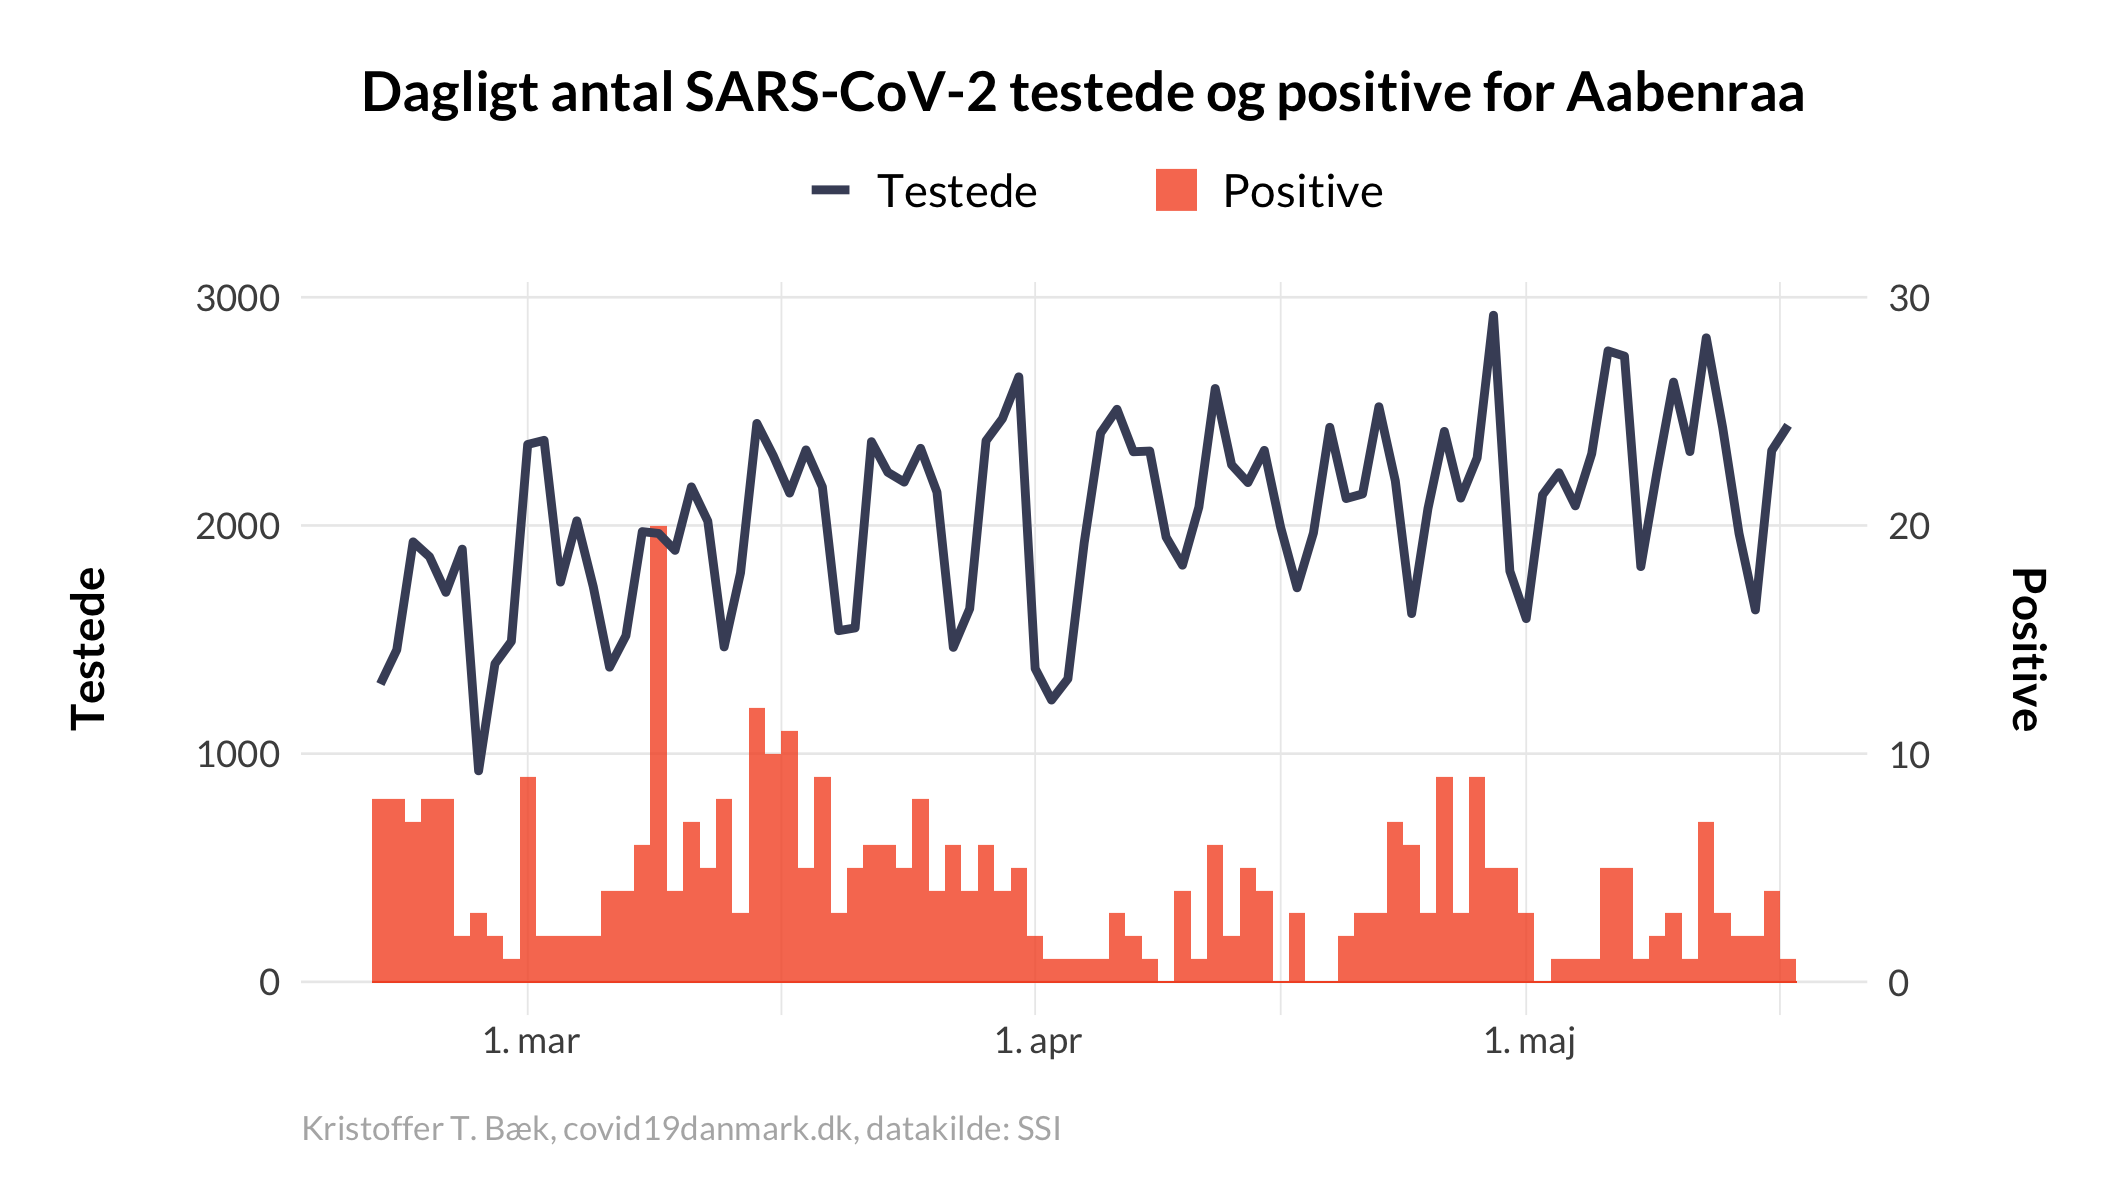 Dagligt antal SARS-CoV-2 testede og positive for Aabenraa
Testede
Positive
3000
2000
1000
0
Testede
30
20
10
0
Positive
1. mar
1. apr
1. maj
Kristoffer T. Bæk, covid19danmark.dk, datakilde: SSI